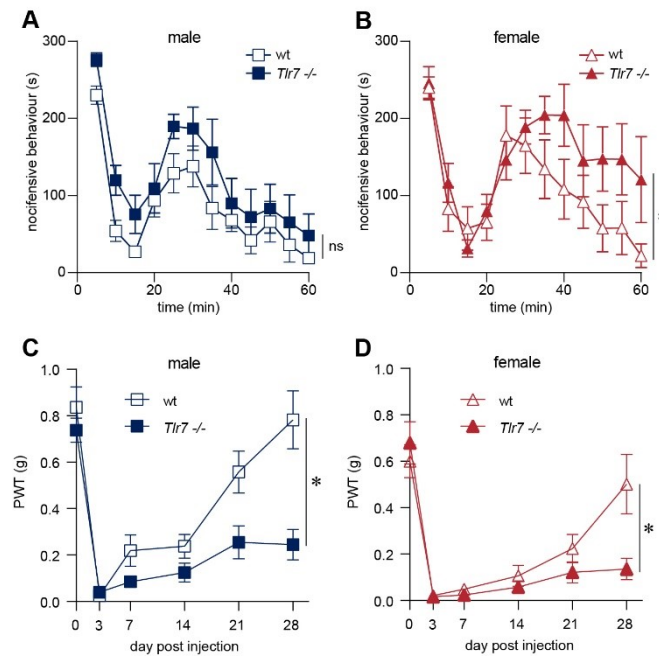 A
male
300
200
100
0
nocifensive behaviour (s)
wt
Tlr7 -/-
ns
0
20
40
60
time (min)
B
female
300
200
100
0
nocifensive behaviour (s)
wt
Tlr7 -/-
0
20
40
60
time (min)
C
male
1.0
0.8
0.6
0.4
0.2
0.0
PWT (g)
wt
Tlr7 -/-
*
0 3 7 14 21 28
day post injection
D
female
1.0
0.8
0.6
0.4
0.2
0.0
PWT (g)
wt
Tlr7 -/-
*
0 3 7 14 21 28
day post injection